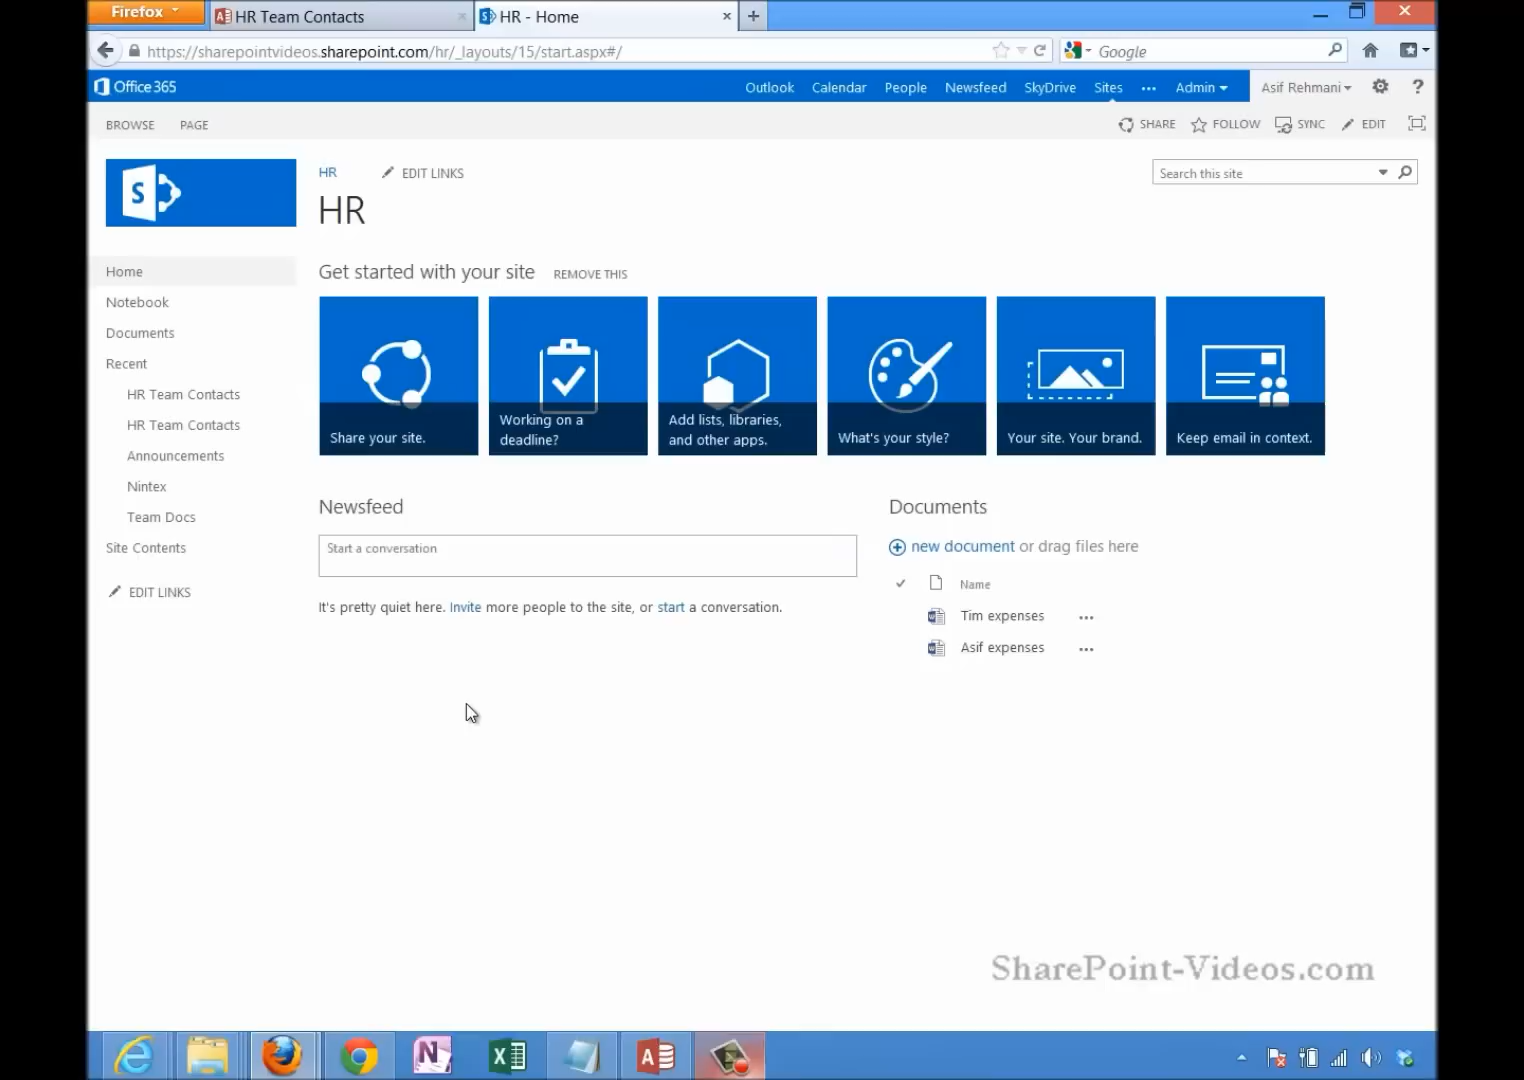 Firefox
HR Team Contacts
HR - Home
https://sharepointvideos.sharepoint.com/hr/_layouts/15/start.aspx#/
Google
Office 365
Outlook Calendar People Newsfeed SkyDrive Sites ••• Admin Asif Rehmani ?
BROWSE PAGE
SHARE FOLLOW SYNC EDIT
S
HR EDIT LINKS
HR
Search this site
Home
Notebook
Documents
Recent
HR Team Contacts
HR Team Contacts
Announcements
Nintex
Team Docs
Site Contents
EDIT LINKS
Get started with your site REMOVE THIS
Share your site.
Working on a
deadline?
Add lists, libraries,
and other apps.
What's your style?
Your site. Your brand.
Keep email in context.
Newsfeed
Start a conversation
It's pretty quiet here. Invite more people to the site, or start a conversation.
Documents
new document or drag files here
Name
Tim expenses •••
Asif expenses •••
SharePoint-Videos.com